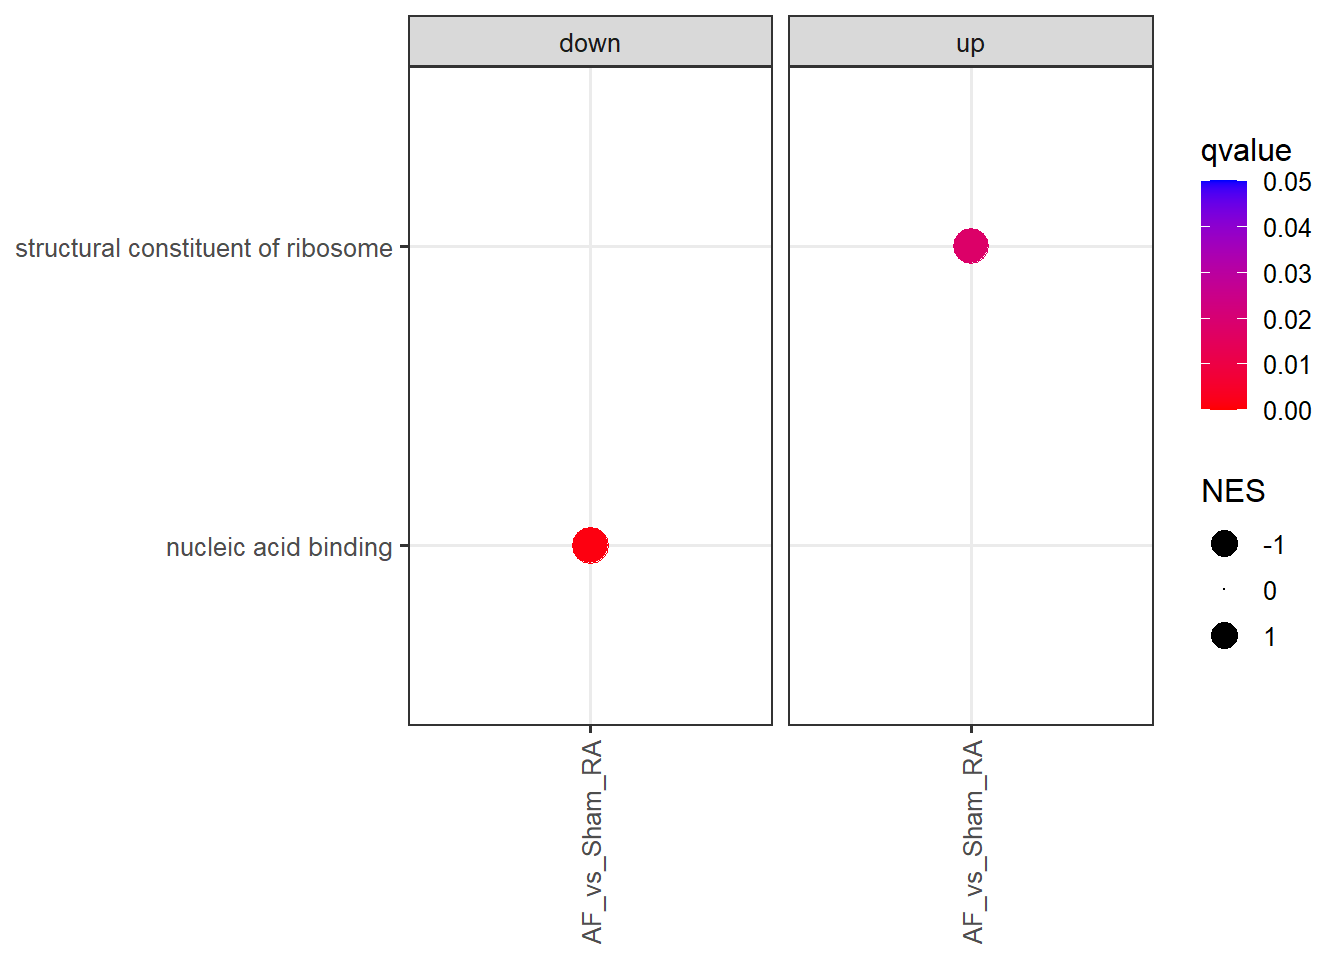 down
up
structural constituent of ribosome
nucleic acid binding
AF_vs_Sham_RA
AF_vs_Sham_RA
qvalue
0.05
0.04
0.03
0.02
0.01
0.00
NES
-1
0
1